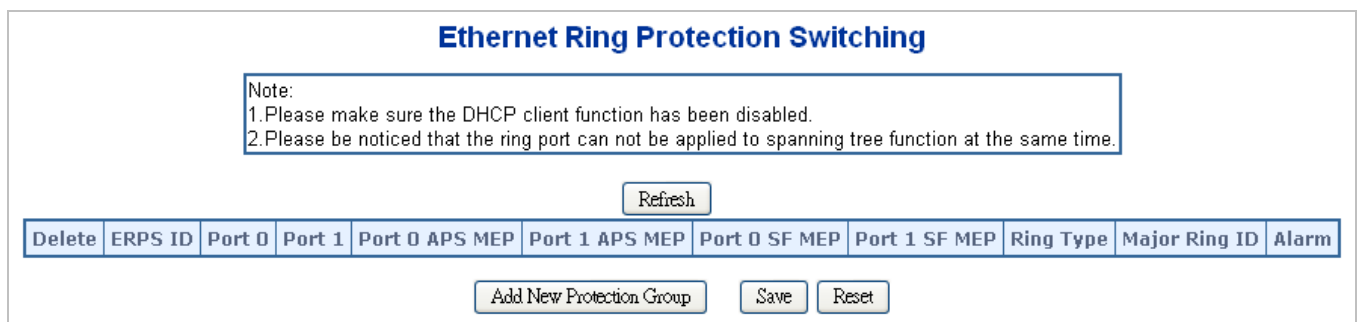 Ethernet Ring Protection Switching
Note:
1.Please make sure the DHCP client function has been disabled.
2.Please be noticed that the ring port can not be applied to spanning tree function at the same time.
Refresh
Delete ERPS ID Port 0 Port 1 Port 0 APS MEP Port 1 APS MEP Port 0 SF MEP Port 1 SF MEP Ring Type Major Ring ID Alarm
Add New Protection Group Save Reset